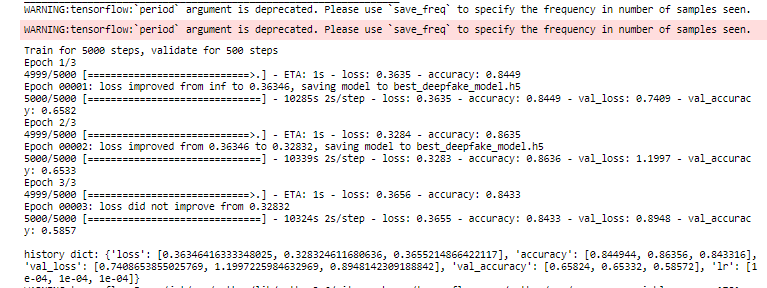 WARNING:tensorflow:`period` argument is deprecated. Please use `save_freq` to specify the frequency in number of samples seen.
WARNING:tensorflow:`period` argument is deprecated. Please use `save_freq` to specify the frequency in number of samples seen.
Train for 5000 steps, validate for 500 steps
Epoch 1/3
4999/5000 [============================>.] - ETA: 1s - loss: 0.3635 - accuracy: 0.8449
Epoch 00001: loss improved from inf to 0.36346, saving model to best_deepfake_model.h5
5000/5000 [==============================] - 10285s 2s/step - loss: 0.3635 - accuracy: 0.8449 - val_loss: 0.7409 - val_accurac
y: 0.6582
Epoch 2/3
4999/5000 [============================>.] - ETA: 1s - loss: 0.3284 - accuracy: 0.8635
Epoch 00002: loss improved from 0.36346 to 0.32832, saving model to best_deepfake_model.h5
5000/5000 [==============================] - 10339s 2s/step - loss: 0.3283 - accuracy: 0.8636 - val_loss: 1.1997 - val_accurac
y: 0.6533
Epoch 3/3
4999/5000 [============================>.] - ETA: 1s - loss: 0.3656 - accuracy: 0.8433
Epoch 00003: loss did not improve from 0.32832
5000/5000 [==============================] - 10324s 2s/step - loss: 0.3655 - accuracy: 0.8433 - val_loss: 0.8948 - val_accurac
y: 0.5857
history dict: {'loss': [0.36346416333348025, 0.328324611680636, 0.3655214866422117], 'accuracy': [0.844944, 0.86356, 0.843316],
'val_loss': [0.7408653855025769, 1.1997225984632969, 0.8948142309188842], 'val_accuracy': [0.65824, 0.65332, 0.58572], 'lr': [1
e-04, 1e-04, 1e-04]}